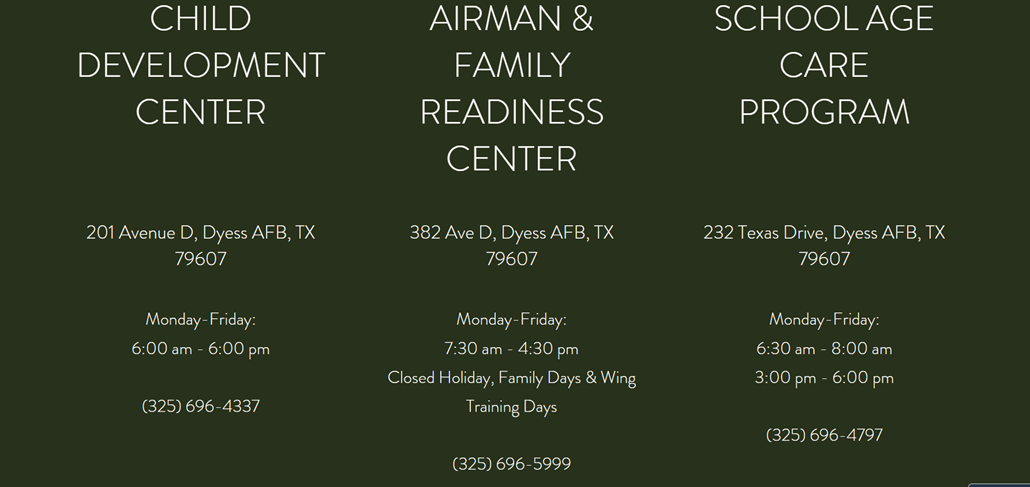 CHILD
DEVELOPMENT
CENTER
201 Avenue D, Dyess AFB, TX
79607
Monday-Friday:
6:00 am - 6:00 pm
(325) 696-4337
AIRMAN &
FAMILY
READINESS
CENTER
382 Ave D, Dyess AFB, TX
79607
Monday-Friday:
7:30 am - 4:30 pm
Closed Holiday, Family Days & Wing
Training Days
(325) 696-5999
SCHOOL AGE
CARE
PROGRAM
232 Texas Drive, Dyess AFB, TX
79607
Monday-Friday:
6:30 am - 8:00 am
3:00 pm - 6:00 pm
(325) 696-4797